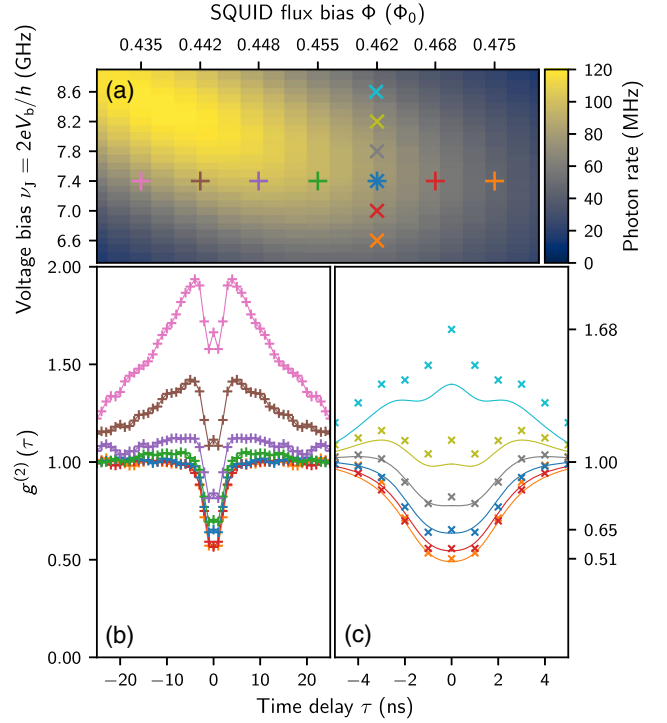 SQUID flux bias Φ (Φ₀)
0.435 0.442 0.448 0.455 0.462 0.468 0.475
(a)
Voltage bias ν_J = 2eV_b/h (GHz)
8.6
8.2
7.8
7.4
7.0
6.6
120
100
80
60
40
20
0
Photon rate (MHz)
2.00
1.50
1.00
0.50
0.00
g⁽²⁾(τ)
(b)
−20 −10 0 10 20
(c)
−4 −2 0 2 4
1.68
1.00
0.65
0.51
Time delay τ (ns)